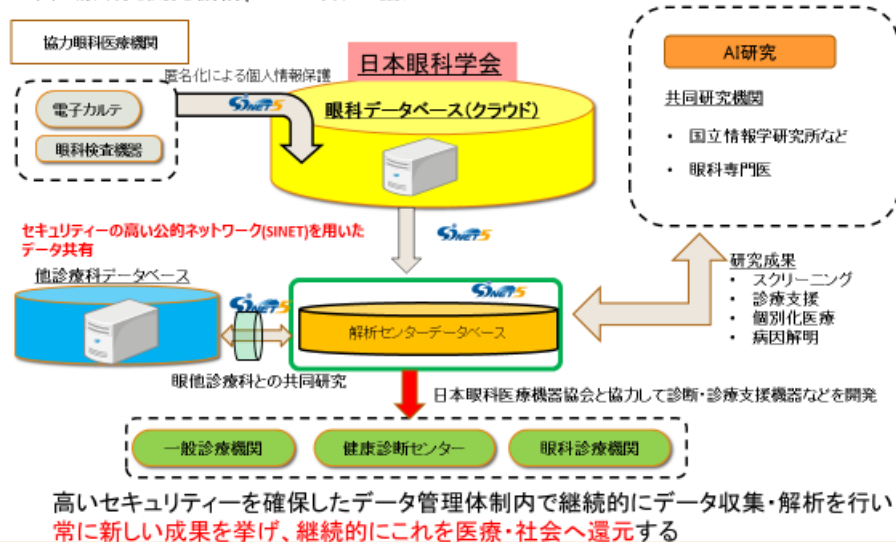 協力眼科医療機関
電子カルテ
眼科検査機器
匿名化による個人情報保護
SINET5
日本眼科学会
眼科データベース(クラウド)
AI研究
共同研究機関
・ 国立情報学研究所など
・ 眼科専門医
SINET5
セキュリティーの高い公的ネットワーク(SINET)を用いた
データ共有
他診療科データベース
SINET5
SINET5
解析センターデータベース
研究成果
• スクリーニング
• 診療支援
• 個別化医療
• 病因解明
眼他診療科との共同研究
日本眼科医療機器協会と協力して診断・診療支援機器などを開発
一般診療機関
健康診断センター
眼科診療機関
高いセキュリティーを確保したデータ管理体制内で継続的にデータ収集・解析を行い
常に新しい成果を挙げ、継続的にこれを医療・社会へ還元する